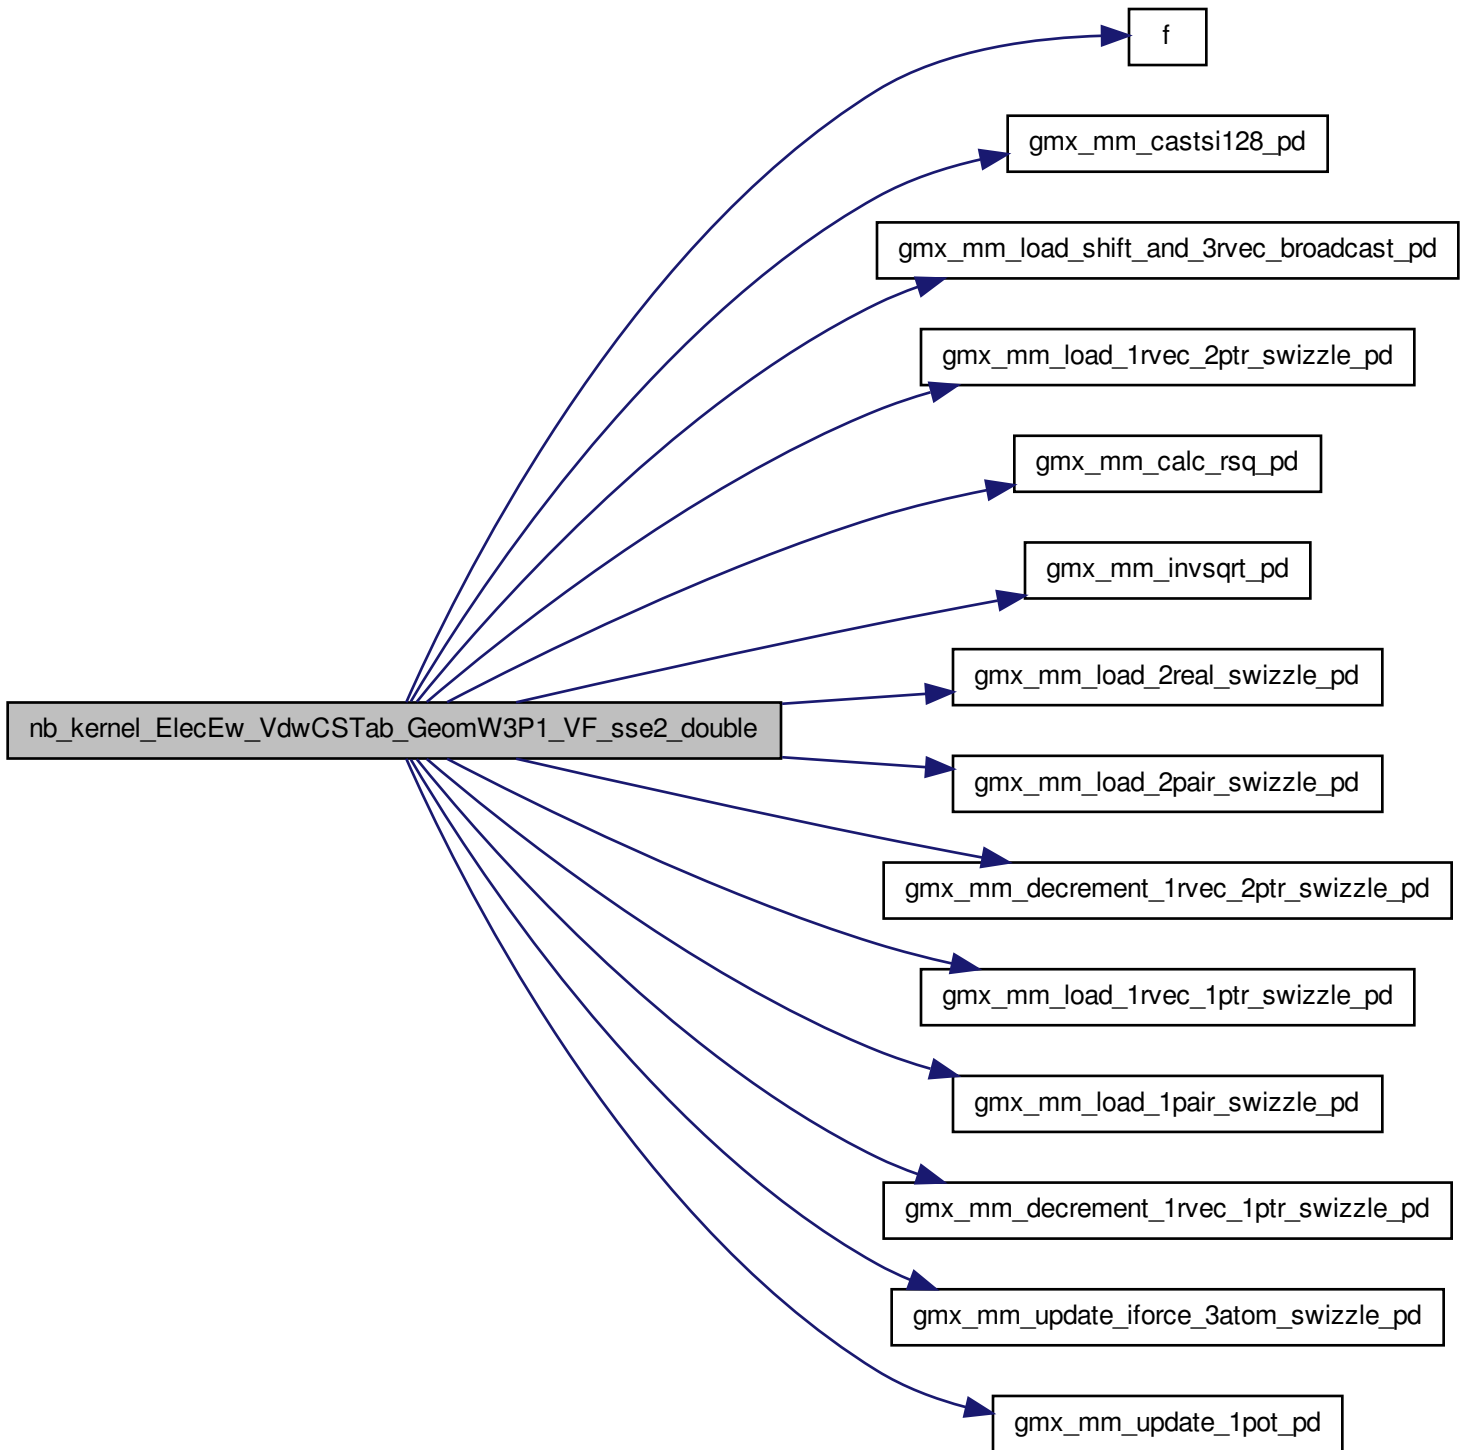 f
gmx_mm_castsi128_pd
gmx_mm_load_shift_and_3rvec_broadcast_pd
gmx_mm_load_1rvec_2ptr_swizzle_pd
gmx_mm_calc_rsq_pd
gmx_mm_invsqrt_pd
gmx_mm_load_2real_swizzle_pd
nb_kernel_ElecEw_VdwCSTab_GeomW3P1_VF_sse2_double
gmx_mm_load_2pair_swizzle_pd
gmx_mm_decrement_1rvec_2ptr_swizzle_pd
gmx_mm_load_1rvec_1ptr_swizzle_pd
gmx_mm_load_1pair_swizzle_pd
gmx_mm_decrement_1rvec_1ptr_swizzle_pd
gmx_mm_update_iforce_3atom_swizzle_pd
gmx_mm_update_1pot_pd